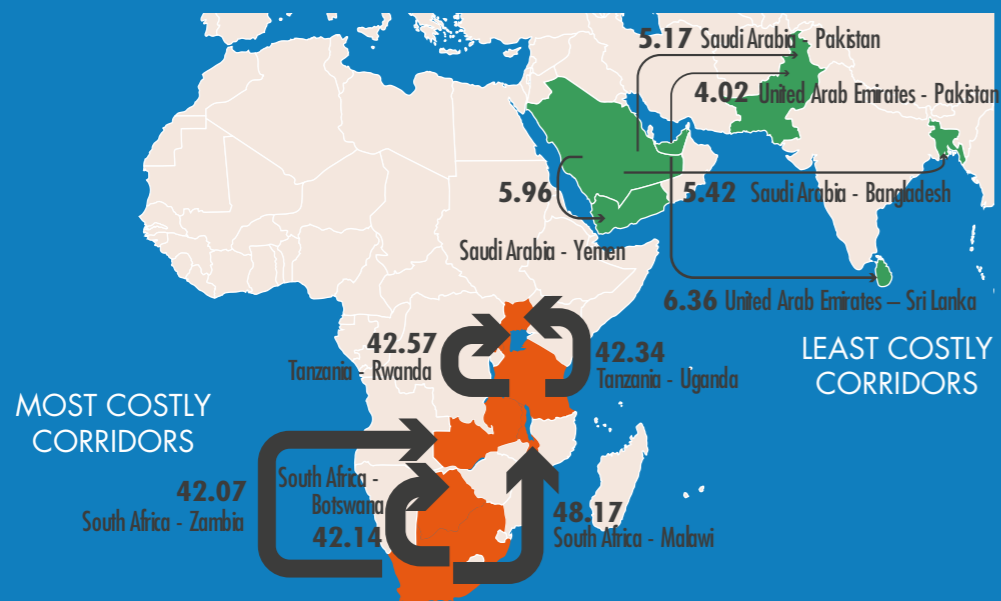 5.17 Saudi Arabia - Pakistan
4.02 United Arab Emirates - Pakistan
5.96
5.42 Saudi Arabia - Bangladesh
Saudi Arabia - Yemen
6.36 United Arab Emirates – Sri Lanka
LEAST COSTLY
CORRIDORS
42.57
Tanzania - Rwanda
42.34
Tanzania - Uganda
MOST COSTLY
CORRIDORS
42.07
South Africa - Zambia
South Africa -
Botswana
42.14
48.17
South Africa - Malawi